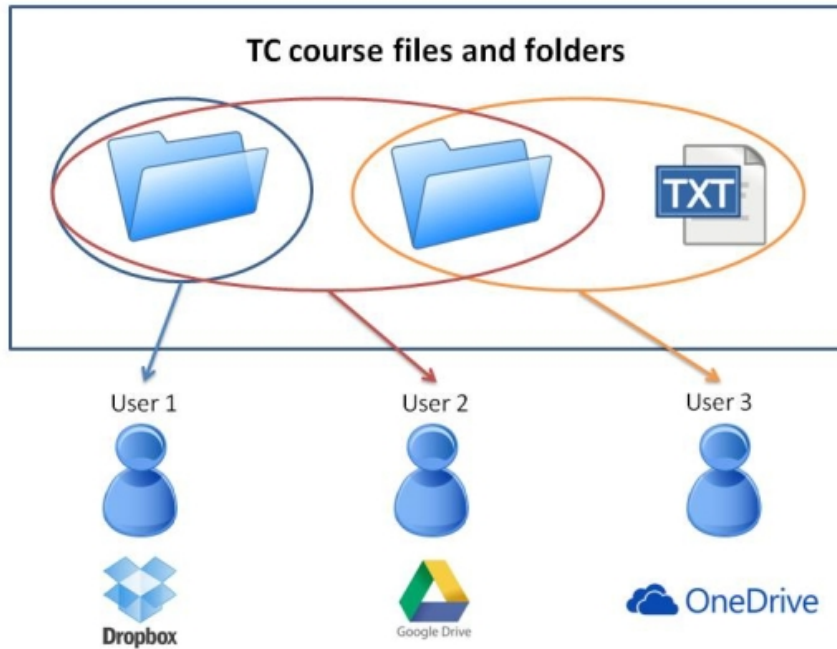 TC course files and folders
TXT
User 1
User 2
User 3
Dropbox
Google Drive
OneDrive